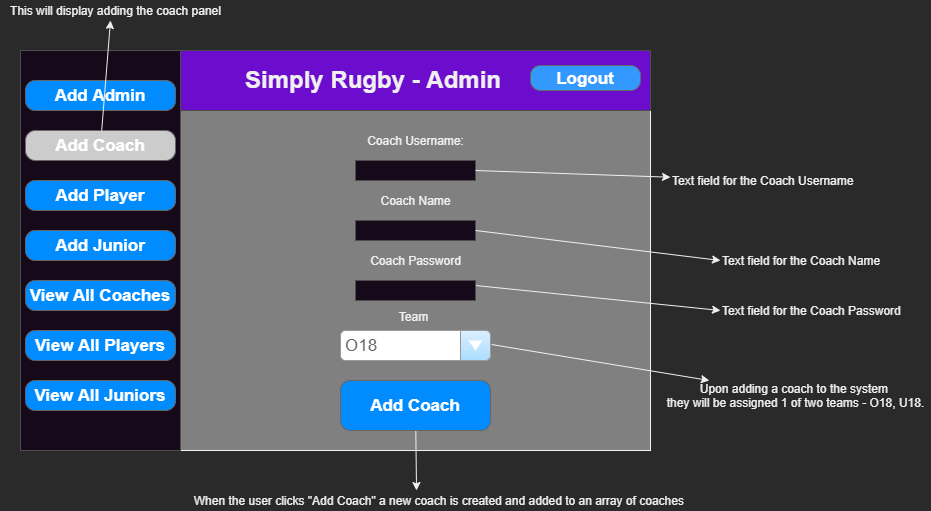 This will display adding the coach panel
Simply Rugby - Admin
Logout
Add Admin
Add Coach
Add Player
Add Junior
View All Coaches
View All Players
View All Juniors
Coach Username:
Text field for the Coach Username
Coach Name
Text field for the Coach Name
Coach Password
Text field for the Coach Password
Team
O18
Upon adding a coach to the system
they will be assigned 1 of two teams - O18, U18.
Add Coach
When the user clicks "Add Coach" a new coach is created and added to an array of coaches